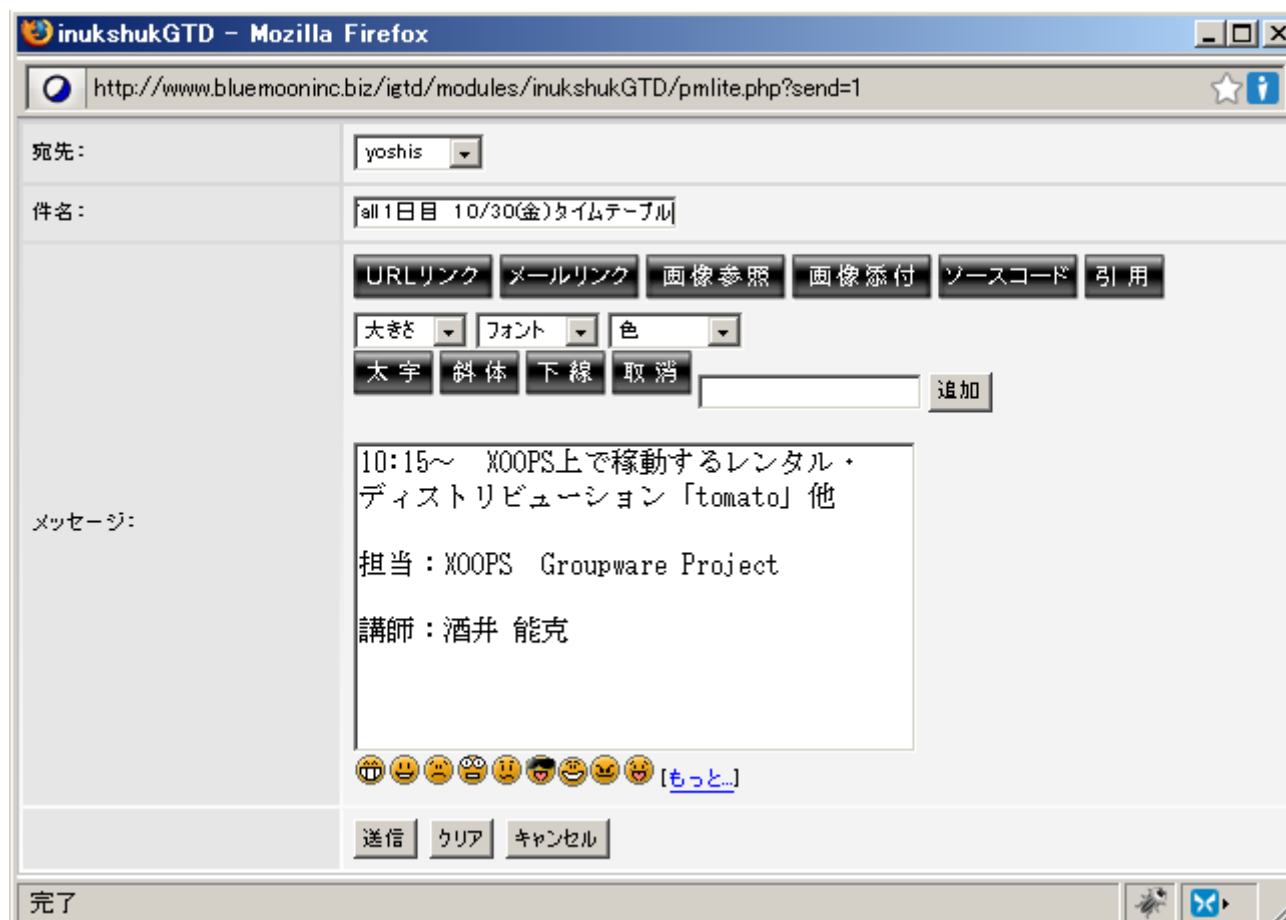 inukshukGTD - Mozilla Firefox
http://www.bluemooninc.biz/igtd/modules/inukshukGTD/pmlite.php?send=1
宛先:
yoshis
件名:
all 1日目 10/30(金)タイムテーブル
URLリンク メールリンク 画像参照 画像添付 ソースコード 引用
大きさ フォント 色
太字 斜体 下線 取消
追加
メッセージ:
10:15～　XOOPS上で稼動するレンタル・
ディストリビューション「tomato」他
担当：XOOPS　Groupware Project
講師：酒井 能克
[もっと...]
送信 クリア キャンセル
完了